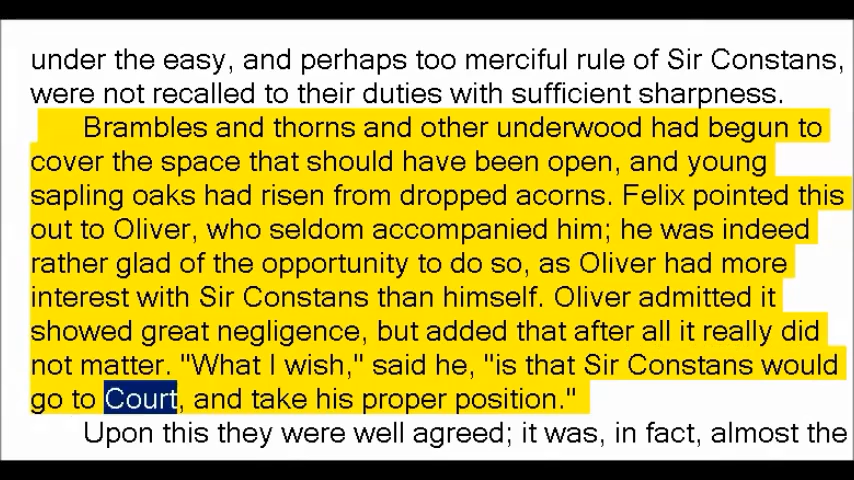 under the easy, and perhaps too merciful rule of Sir Constans,
were not recalled to their duties with sufficient sharpness.
Brambles and thorns and other underwood had begun to
cover the space that should have been open, and young
sapling oaks had risen from dropped acorns. Felix pointed this
out to Oliver, who seldom accompanied him; he was indeed
rather glad of the opportunity to do so, as Oliver had more
interest with Sir Constans than himself. Oliver admitted it
showed great negligence, but added that after all it really did
not matter. "What I wish," said he, "is that Sir Constans would
go to Court, and take his proper position."
Upon this they were well agreed; it was, in fact, almost the